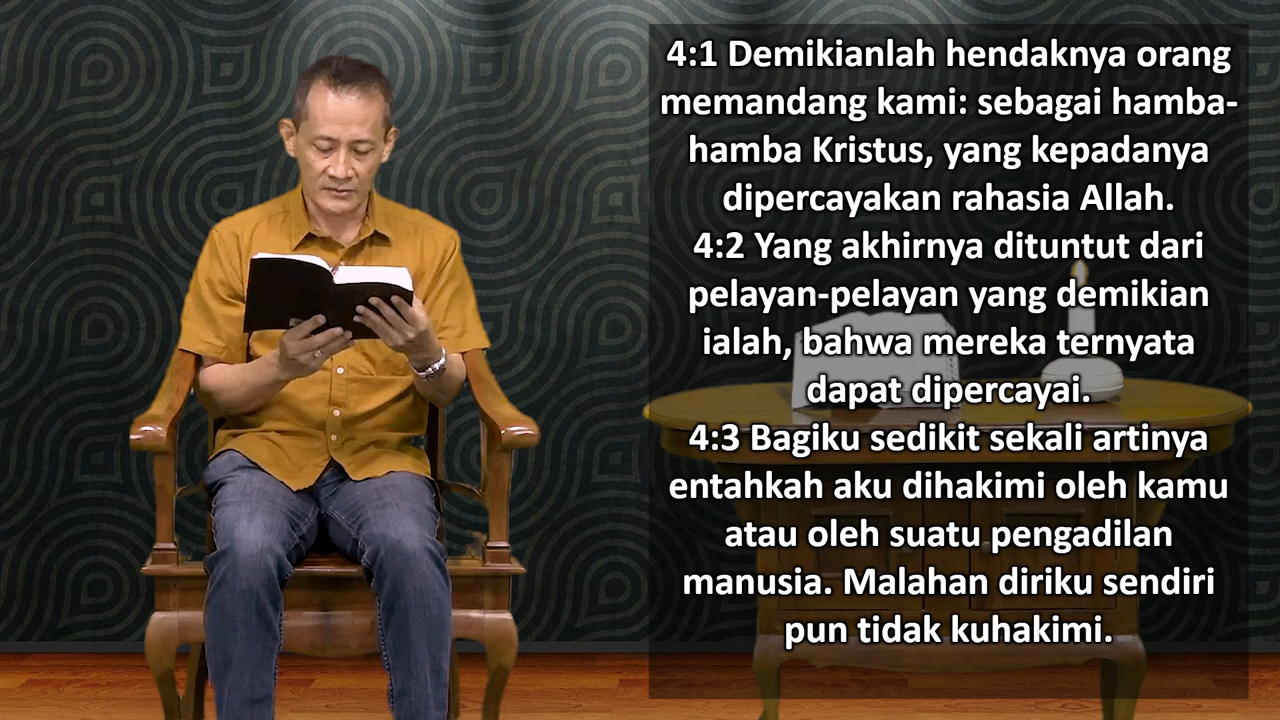 4:1 Demikianlah hendaknya orang
memandang kami: sebagai hamba-
hamba Kristus, yang kepadanya
dipercayakan rahasia Allah.
4:2 Yang akhirnya dituntut dari
pelayan-pelayan yang demikian
ialah, bahwa mereka ternyata
dapat dipercayai.
4:3 Bagiku sedikit sekali artinya
entahkah aku dihakimi oleh kamu
atau oleh suatu pengadilan
manusia. Malahan diriku sendiri
pun tidak kuhakimi.